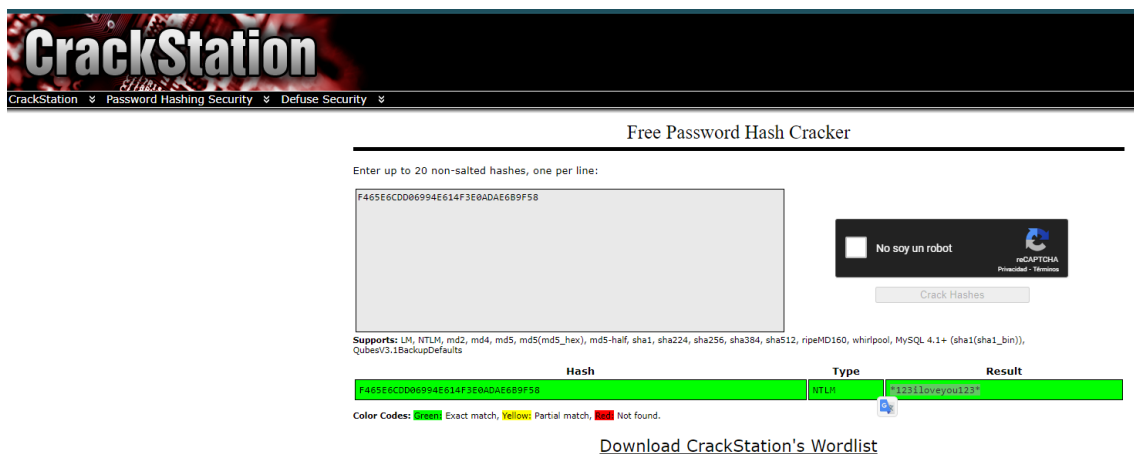 CrackStation
CrackStation ⌄ Password Hashing Security ⌄ Defuse Security ⌄
Free Password Hash Cracker
Enter up to 20 non-salted hashes, one per line:
F465E6CDD06994E614F3E0ADAE6B9F58
No soy un robot
reCAPTCHA
Privacidad - Términos
Crack Hashes
Supports: LM, NTLM, md2, md4, md5, md5(md5_hex), md5-half, sha1, sha224, sha256, sha384, sha512, ripeMD160, whirlpool, MySQL 4.1+ (sha1(sha1_bin)),
QubesV3.1BackupDefaults
Hash Type Result
F465E6CDD06994E614F3E0ADAE6B9F58 NTLM *123iloveyou123*
Color Codes: Green: Exact match, Yellow: Partial match, Red: Not found.
Download CrackStation's Wordlist